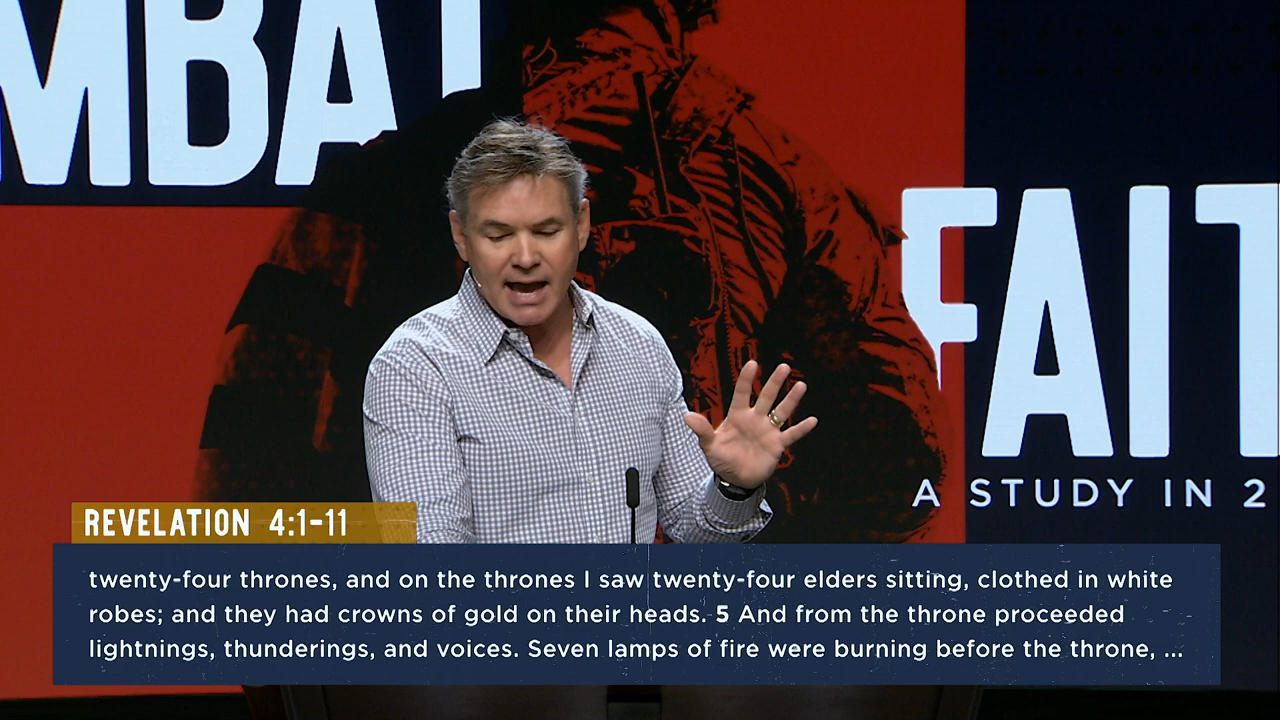 MBAT
FAIT
A STUDY IN 2
REVELATION 4:1-11
twenty-four thrones, and on the thrones I saw twenty-four elders sitting, clothed in white
robes; and they had crowns of gold on their heads. 5 And from the throne proceeded
lightnings, thunderings, and voices. Seven lamps of fire were burning before the throne, ...